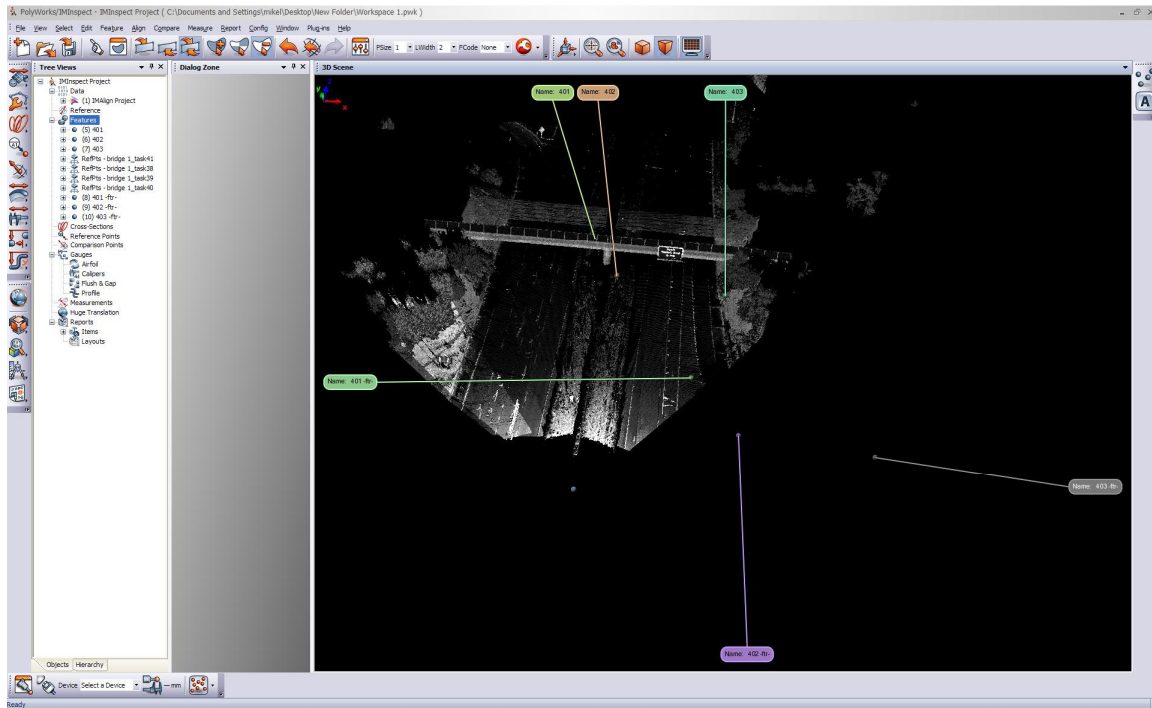 PolyWorks/IMInspect - IMInspect Project ( C:\Documents and Settings\mikel\Desktop\New Folder\Workspace 1.pwk )
File View Select Edit Feature Align Compare Measure Report Config Window Plug-ins Help
PSize 1 LWidth 2 PCode None
Tree Views
Dialog Zone
3D Scene
IMInspect Project
Data
(1) IMAlign Project
Reference
Features
(5) 401
(6) 402
(7) 403
RefPts - bridge 1_task41
RefPts - bridge 1_task38
RefPts - bridge 1_task39
RefPts - bridge 1_task40
(8) 401 -ftr-
(9) 402 -ftr-
(10) 403 -ftr-
Cross-Sections
Reference Points
Comparison Points
Gauges
Airfoil
Calipers
Flush & Gap
Profile
Measurements
Huge Translation
Reports
Items
Layouts
z
y
x
Name: 401
Name: 402
Name: 403
Name: 401 -ftr-
Name: 403 -ftr-
Name: 402 -ftr-
A
Objects Hierarchy
Device Select a Device mm
Ready